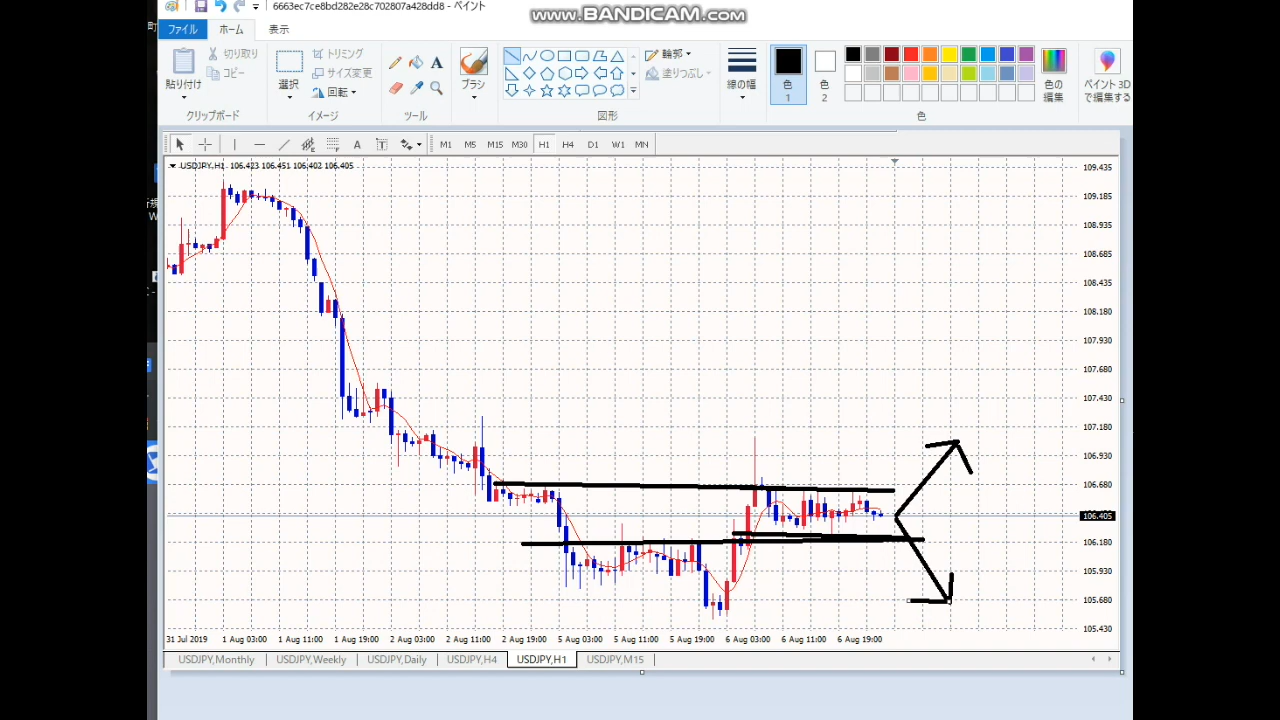 6663ec7ce8bd282e28c702807a428dd8 - ペイント
www.BANDICAM.com
ファイル ホーム 表示
貼り付け 切り取り コピー
選択 トリミング サイズ変更 回転
ブラシ
輪郭 塗りつぶし
線の幅
色 1
色 2
色の編集
ペイント 3D で編集する
クリップボード イメージ ツール 図形 色
A T M1 M5 M15 M30 H1 H4 D1 W1 MN
USDJPY,H1 106.423 106.451 106.402 106.405
109.435
109.185
108.935
108.685
108.435
108.180
107.930
107.680
107.430
107.180
106.930
106.680
106.405
106.180
105.930
105.680
105.430
31 Jul 2019 1 Aug 03:00 1 Aug 11:00 1 Aug 19:00 2 Aug 03:00 2 Aug 11:00 2 Aug 19:00 5 Aug 03:00 5 Aug 11:00 5 Aug 19:00 6 Aug 03:00 6 Aug 11:00 6 Aug 19:00
USDJPY,Monthly USDJPY,Weekly USDJPY,Daily USDJPY,H4 USDJPY,H1 USDJPY,M15